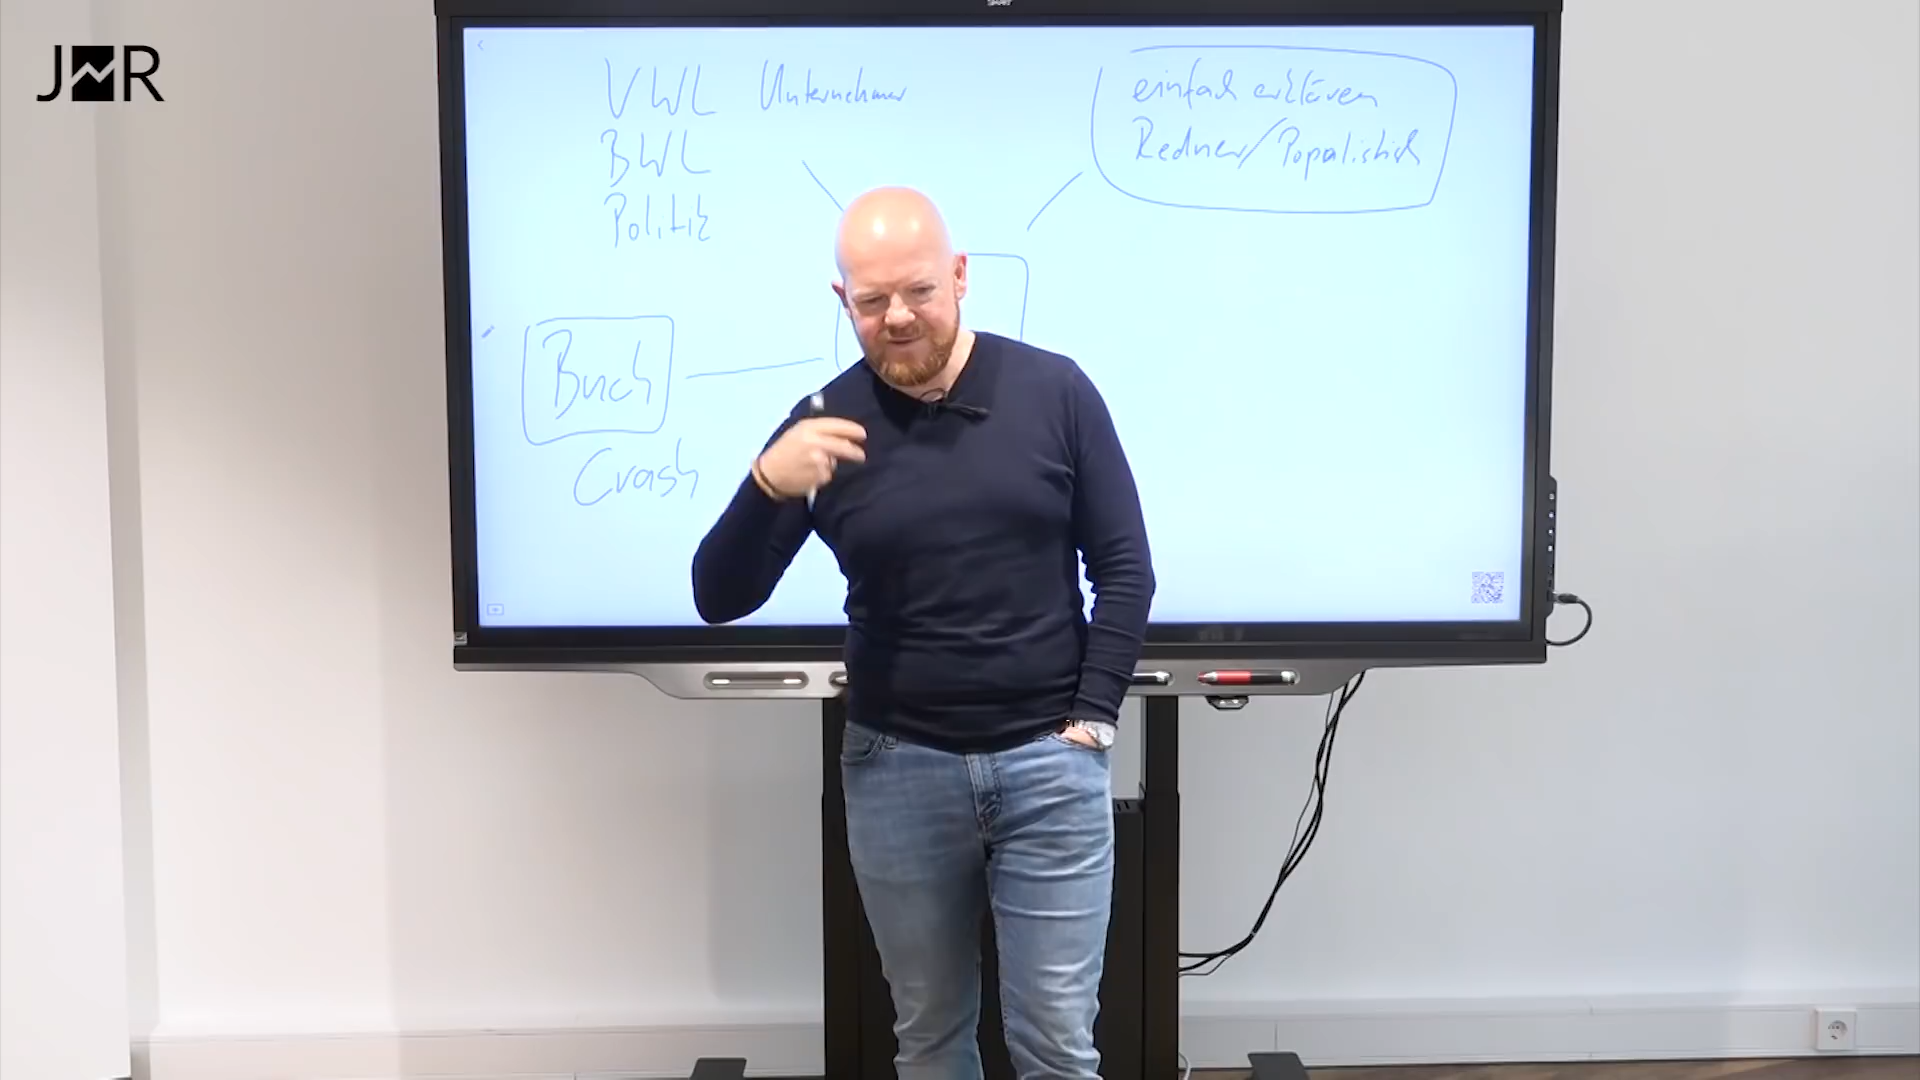 JMR
VWL Unternehmer
BWL
Politik
einfach erklären
Redner/Populistisch
Buch
Crash